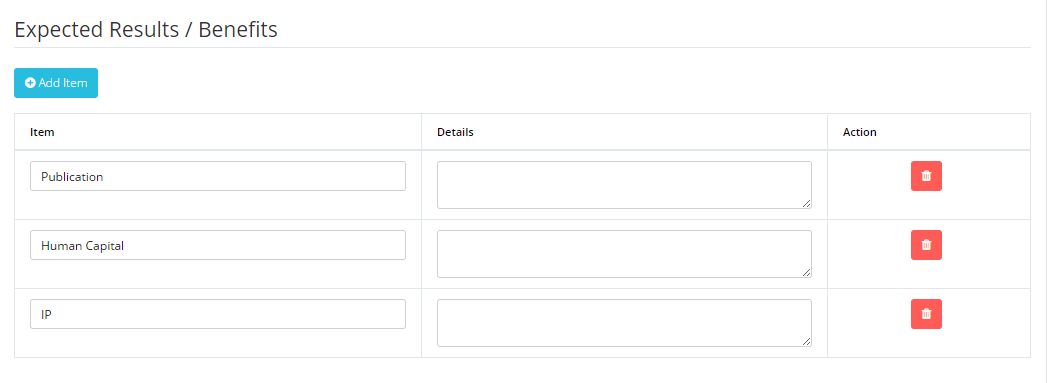 Expected Results / Benefits
Add Item
Item Details Action
Publication
Human Capital
IP